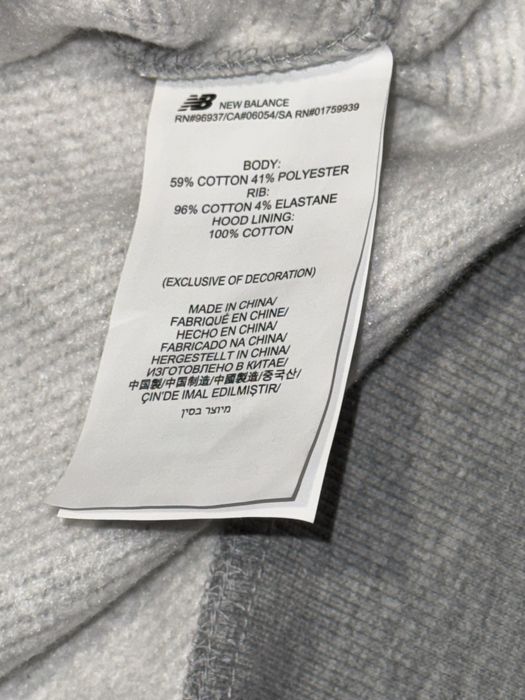 NB NEW BALANCE
RN#96937/CA#06054/SA RN#01759939
BODY:
59% COTTON 41% POLYESTER
RIB:
96% COTTON 4% ELASTANE
HOOD LINING:
100% COTTON
(EXCLUSIVE OF DECORATION)
MADE IN CHINA/
FABRIQUÉ EN CHINE/
HECHO EN CHINA/
FABRICADO NA CHINA/
HERGESTELLT IN CHINA/
ИЗГОТОВЛЕНО В КИТАЕ/
中国製/中国制造/中國製造/중국산/
ÇIN'DE IMAL EDILMIŞTIR/
מיוצר בסין